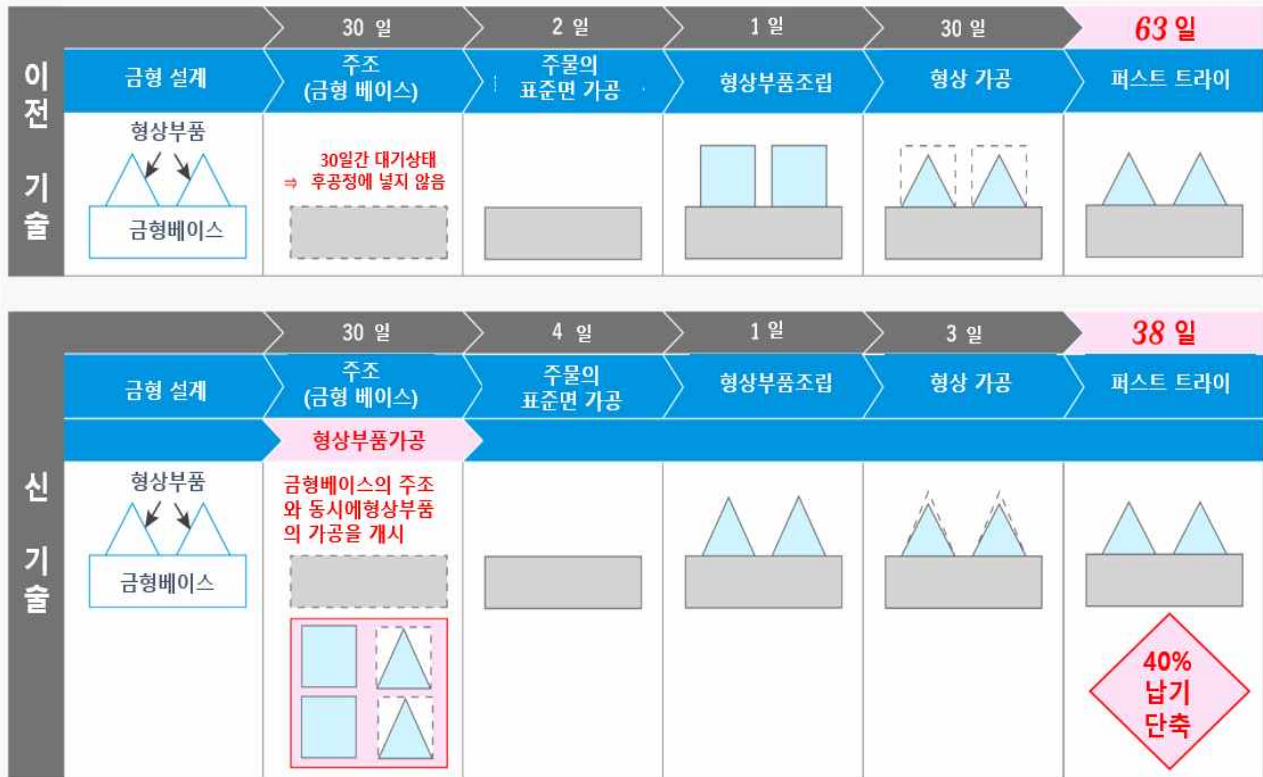 이전 기술
30 일
2 일
1 일
30 일
63 일
금형 설계
주조
(금형 베이스)
주물의
표준면 가공
형상부품조립
형상 가공
퍼스트 트라이
형상부품
금형베이스
30일간 대기상태
⇒ 후공정에 넣지 않음
신 기술
30 일
4 일
1 일
3 일
38 일
금형 설계
주조
(금형 베이스)
주물의
표준면 가공
형상부품조립
형상 가공
퍼스트 트라이
형상부품가공
형상부품
금형베이스
금형베이스의 주조
와 동시에형상부품
의 가공을 개시
40%
납기
단축